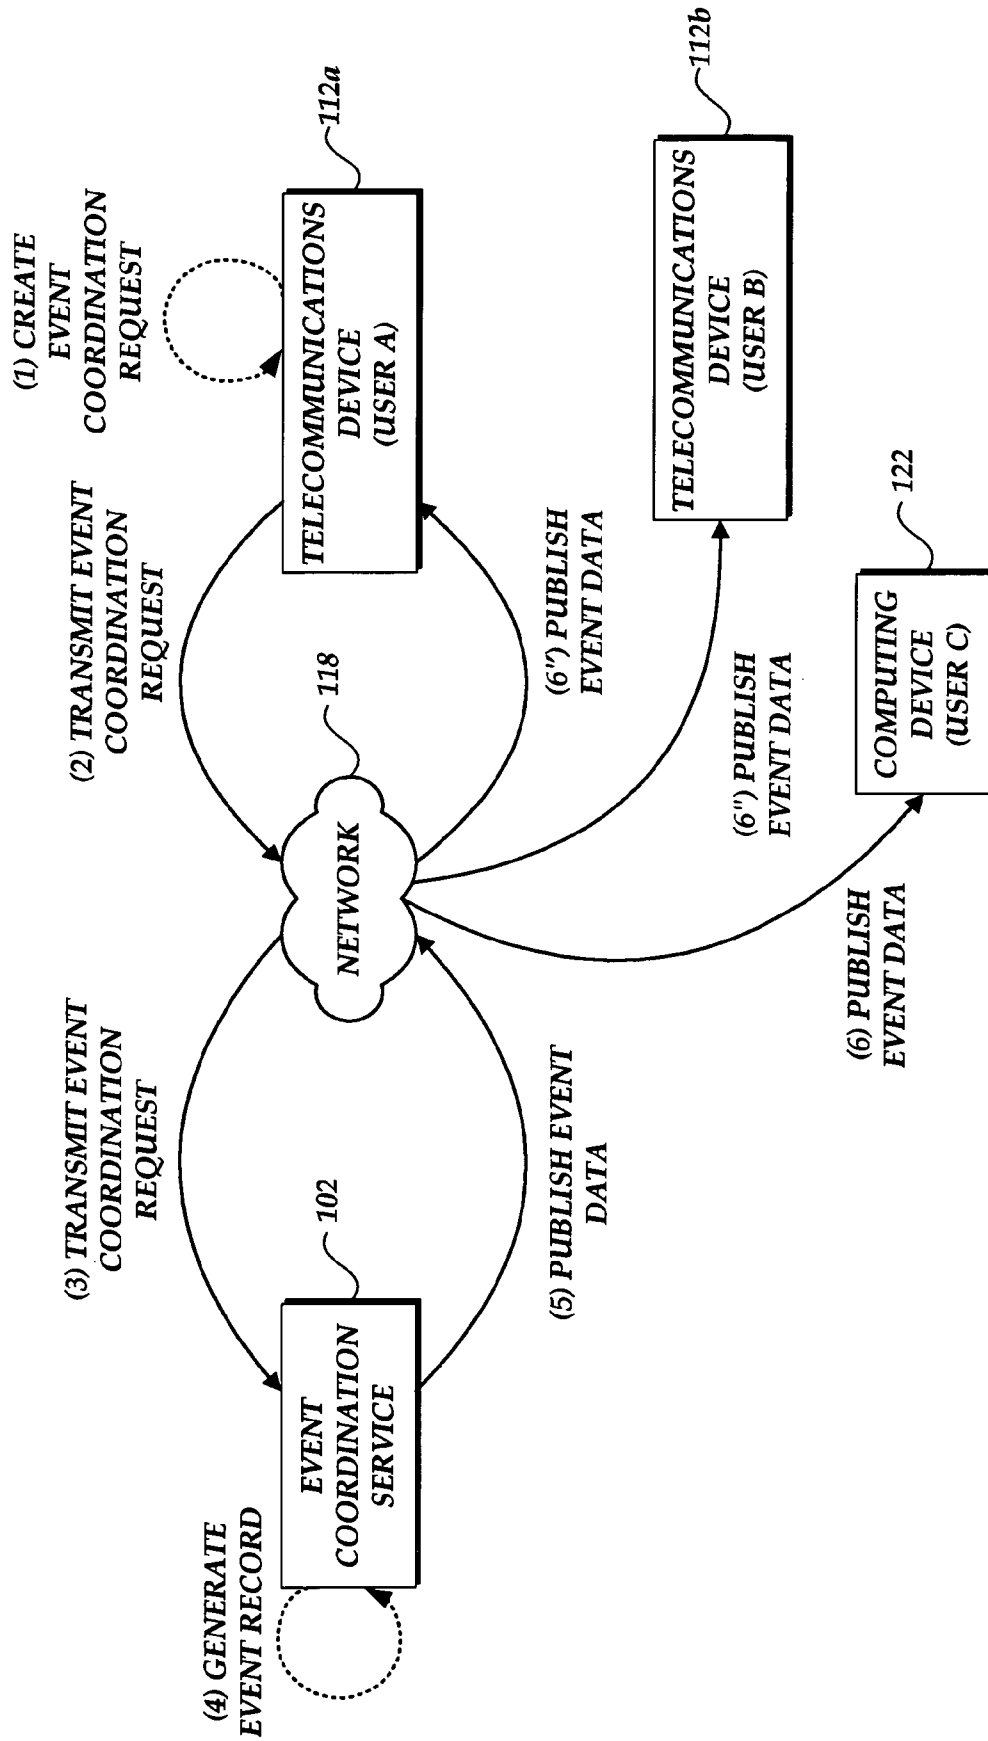 (1) CREATE
EVENT
COORDINATION
REQUEST
112a
TELECOMMUNICATIONS
DEVICE
(USER A)
(2) TRANSMIT EVENT
COORDINATION
REQUEST
118
NETWORK
(3) TRANSMIT EVENT
COORDINATION
REQUEST
102
EVENT
COORDINATION
SERVICE
(4) GENERATE
EVENT RECORD
(5) PUBLISH EVENT
DATA
(6") PUBLISH
EVENT DATA
112b
TELECOMMUNICATIONS
DEVICE
(USER B)
(6") PUBLISH
EVENT DATA
122
COMPUTING
DEVICE
(USER C)
(6) PUBLISH
EVENT DATA